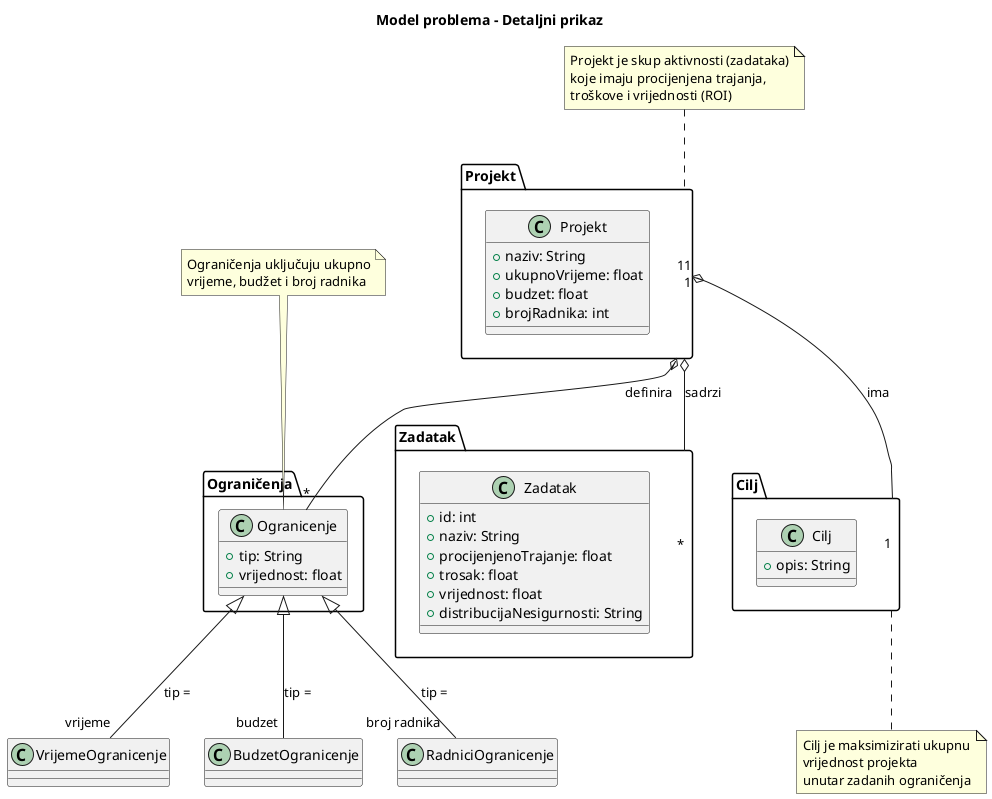 Model problema - Detaljni prikaz
Projekt je skup aktivnosti (zadataka)
koje imaju procijenjena trajanja,
troškove i vrijednosti (ROI)
Projekt
C Projekt
naziv: String
ukupnoVrijeme: float
budzet: float
brojRadnika: int
11
1
Ograničenja uključuju ukupno
vrijeme, budžet i broj radnika
definira
sadrzi
ima
Ograničenja
*
C Ogranicenje
tip: String
vrijednost: float
Zadatak
C Zadatak
id: int
naziv: String
procijenjenoTrajanje: float
trosak: float
vrijednost: float
distribucijaNesigurnosti: String
*
Cilj
C Cilj
opis: String
1
tip =
tip =
tip =
vrijeme
budzet
broj radnika
C VrijemeOgranicenje
C BudzetOgranicenje
C RadniciOgranicenje
Cilj je maksimizirati ukupnu
vrijednost projekta
unutar zadanih ograničenja